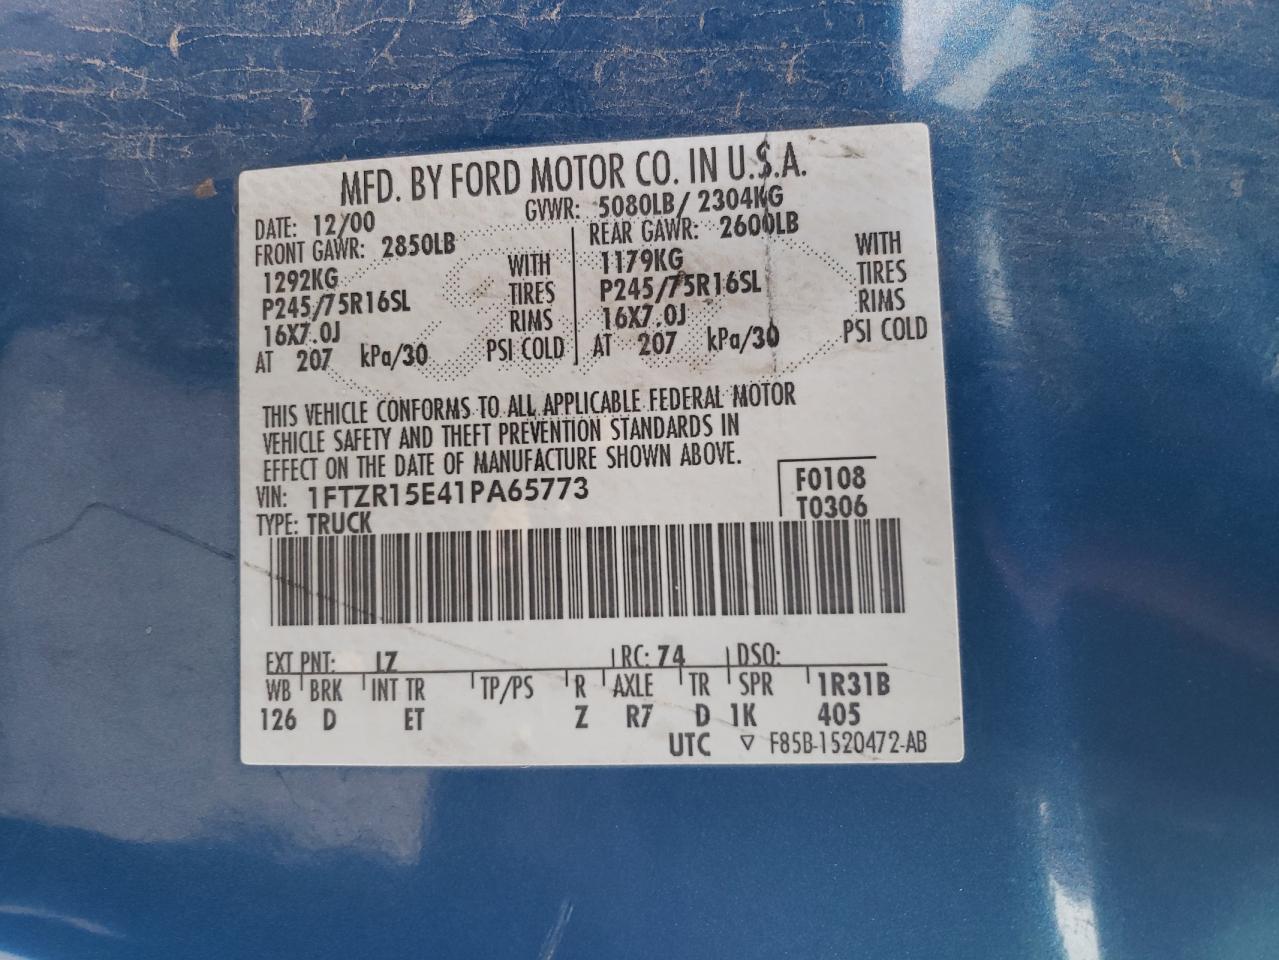 MFD. BY FORD MOTOR CO. IN U.S.A.
DATE: 12/00 GVWR: 5080LB/ 2304KG
FRONT GAWR: 2850LB REAR GAWR: 2600LB
1292KG WITH 1179KG WITH
P245/75R16SL TIRES P245/75R16SL TIRES
16X7.0J RIMS 16X7.0J RIMS
AT 207 kPa/30 PSI COLD AT 207 kPa/30 PSI COLD
THIS VEHICLE CONFORMS TO ALL APPLICABLE FEDERAL MOTOR
VEHICLE SAFETY AND THEFT PREVENTION STANDARDS IN
EFFECT ON THE DATE OF MANUFACTURE SHOWN ABOVE.
VIN: 1FTZR15E41PA65773 F0108
TYPE: TRUCK T0306
EXT PNT: LZ RC: 74 DSO:
WB BRK INT TR TP/PS R AXLE TR SPR 1R31B
126 D ET Z R7 D 1K 405
UTC ▽ F85B-1520472-AB